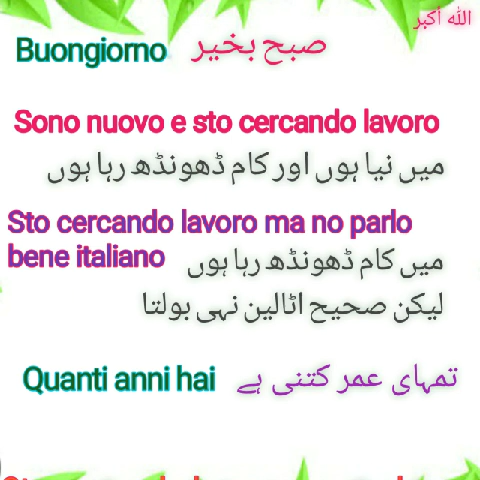 الله أكبر
Buongiorno صبح بخیر
Sono nuovo e sto cercando lavoro
میں نیا ہوں اور کام ڈھونڈھ رہا ہوں
Sto cercando lavoro ma no parlo
bene italiano میں کام ڈھونڈھ رہا ہوں
لیکن صحیح اٹالین نہی بولتا
Quanti anni hai تمہای عمر کتنی ہے